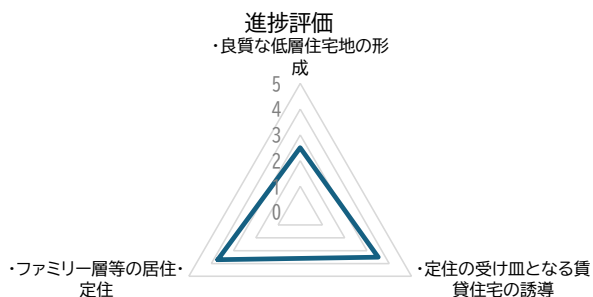 進捗評価
・良質な低層住宅地の形
成
5
4
3
2
1
0
・ファミリー層等の居住・
定住
・定住の受け皿となる賃
貸住宅の誘導